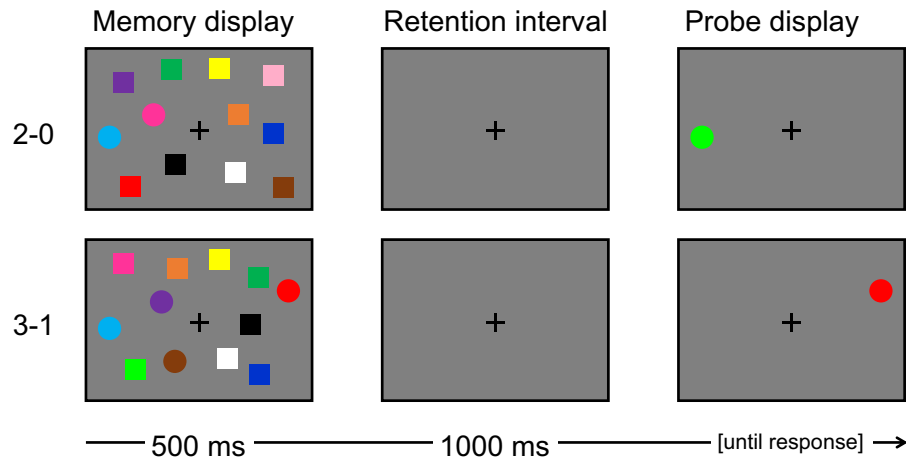 Memory display
Retention interval
Probe display
2-0
3-1
500 ms
1000 ms
[until response]